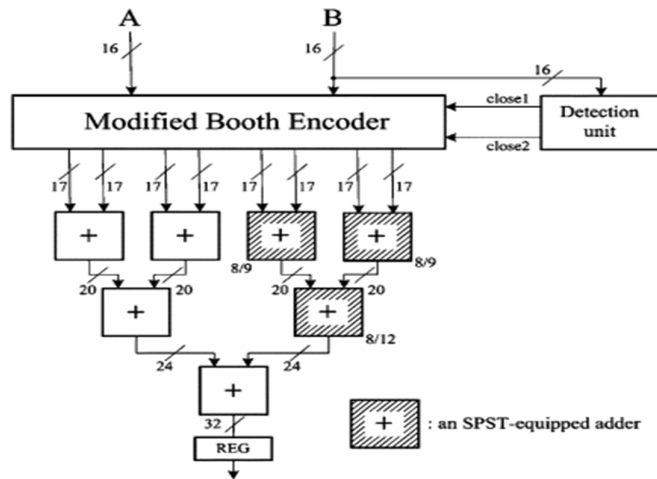 A B
16 16 16
close1
Modified Booth Encoder
Detection unit
close2
17 17 17 17 17 17 17 17
+ + + +
8/9 8/9
20 20 20 20
+ +
8/12
24 24
+
32
REG
+ : an SPST-equipped adder